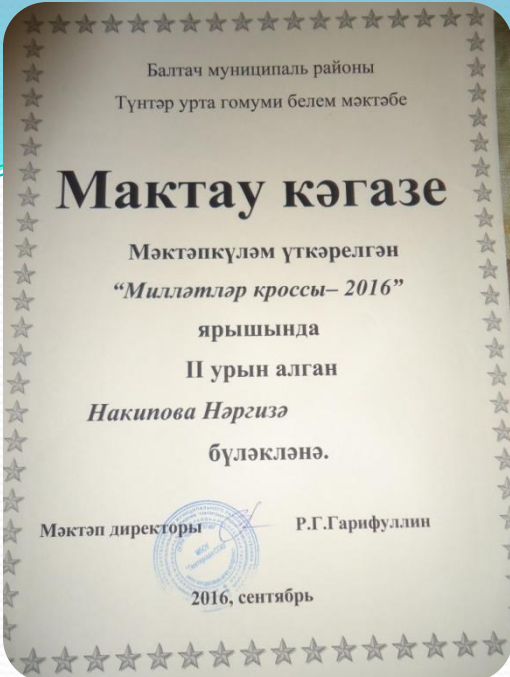 Балтач муниципаль районы
Түнтәр урта гомуми белем мәктәбе
Мактау кәгазе
Мәктәпкүләм үткәрелгән
“Милләтләр кроссы– 2016”
ярышында
II урын алган
Накипова Нәргизә
бүләкләнә.
Мәктәп директоры Р.Г.Гарифуллин
2016, сентябрь